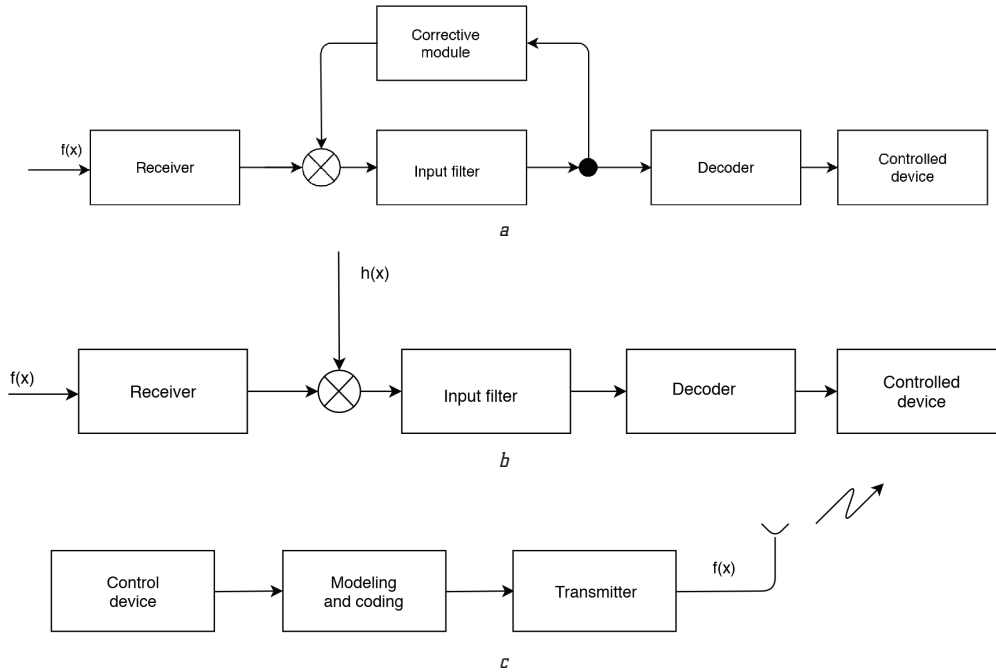 Corrective
module
f(x)
Receiver
Input filter
Decoder
Controlled
device
a
h(x)
f(x)
Receiver
Input filter
Decoder
Controlled
device
b
Control
device
Modeling
and coding
Transmitter
f(x)
c